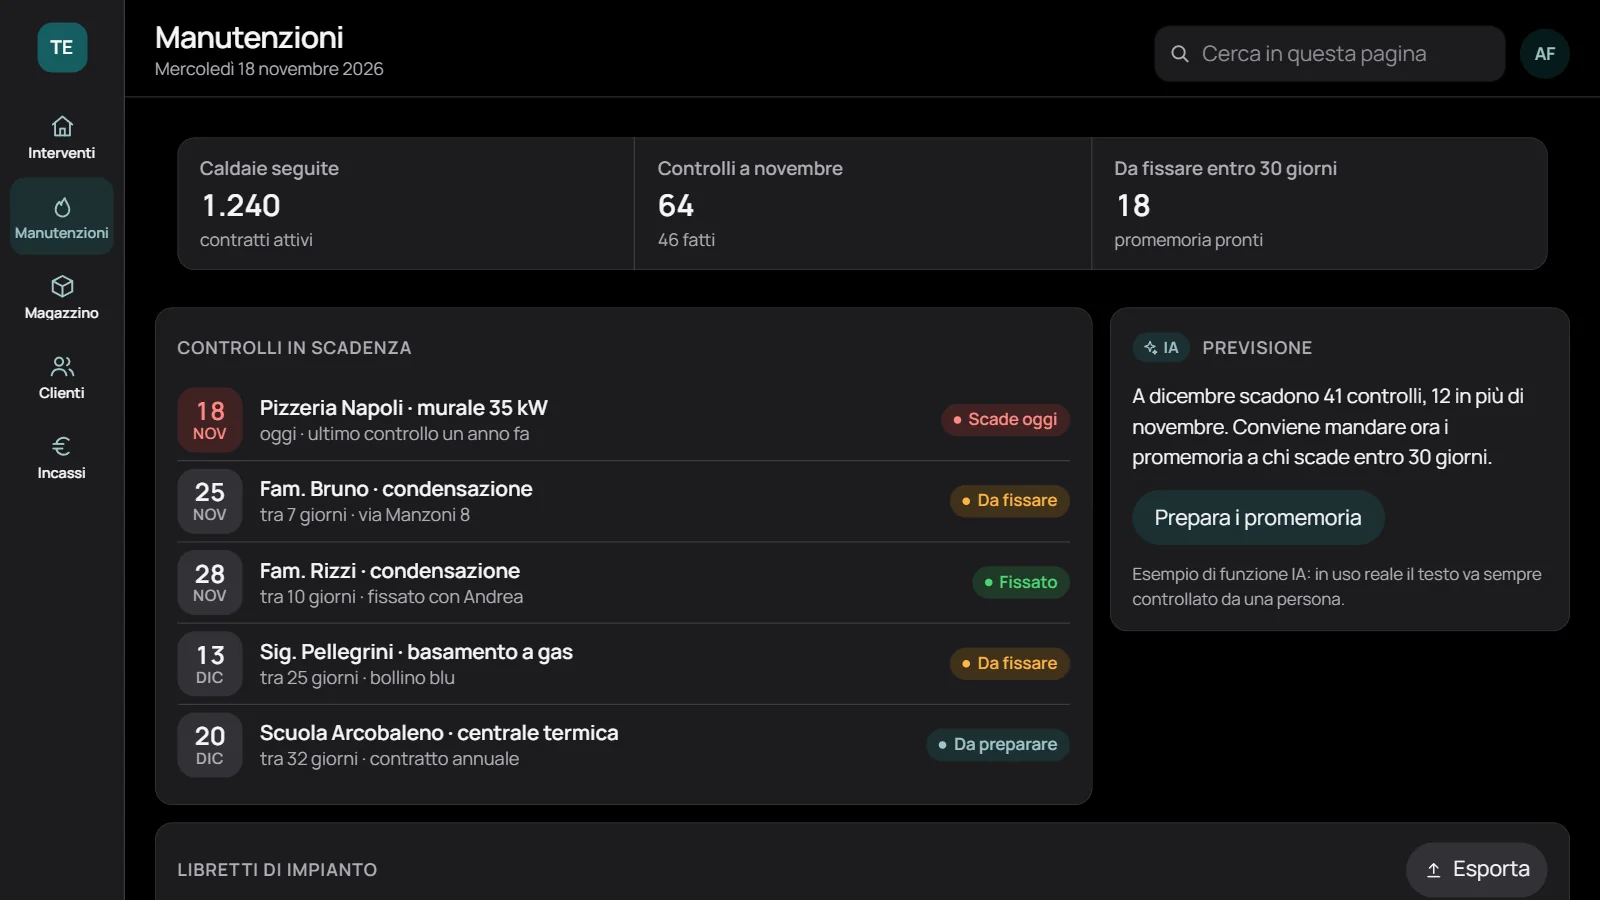 TE
Interventi
Manutenzioni
Magazzino
Clienti
Incassi
Manutenzioni
Mercoledì 18 novembre 2026
Cerca in questa pagina
AF
Caldaie seguite
1.240
contratti attivi
Controlli a novembre
64
46 fatti
Da fissare entro 30 giorni
18
promemoria pronti
CONTROLLI IN SCADENZA
18
NOV
Pizzeria Napoli · murale 35 kW
oggi · ultimo controllo un anno fa
Scade oggi
25
NOV
Fam. Bruno · condensazione
tra 7 giorni · via Manzoni 8
Da fissare
28
NOV
Fam. Rizzi · condensazione
tra 10 giorni · fissato con Andrea
Fissato
13
DIC
Sig. Pellegrini · basamento a gas
tra 25 giorni · bollino blu
Da fissare
20
DIC
Scuola Arcobaleno · centrale termica
tra 32 giorni · contratto annuale
Da preparare
IA PREVISIONE
A dicembre scadono 41 controlli, 12 in più di
novembre. Conviene mandare ora i
promemoria a chi scade entro 30 giorni.
Prepara i promemoria
Esempio di funzione IA: in uso reale il testo va sempre
controllato da una persona.
LIBRETTI DI IMPIANTO
Esporta